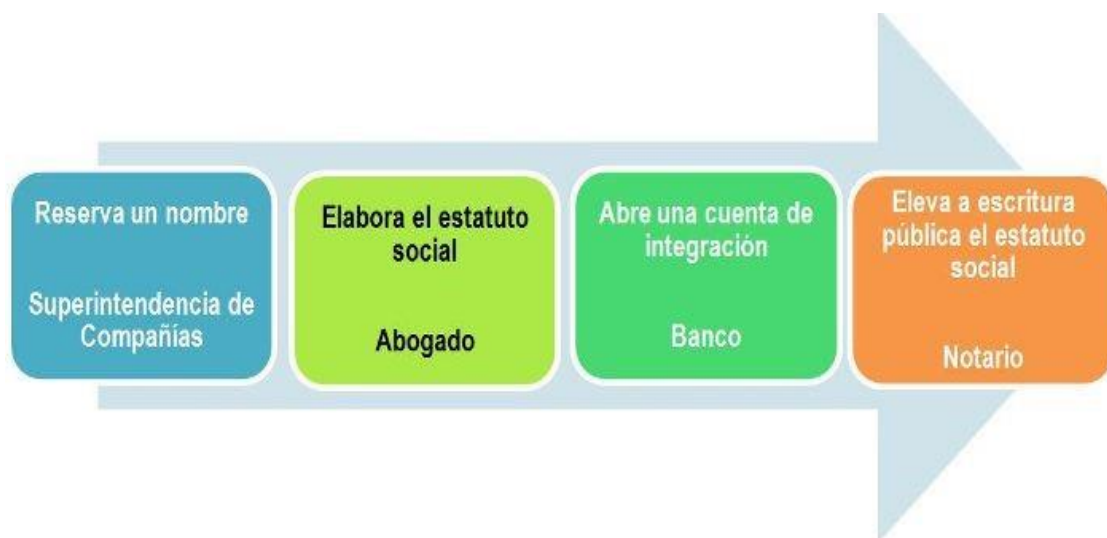 Reserva un nombre
Superintendencia de
Compañías
Elabora el estatuto
social
Abogado
Abre una cuenta de
integración
Banco
Eleva a escritura
pública el estatuto
social
Notario